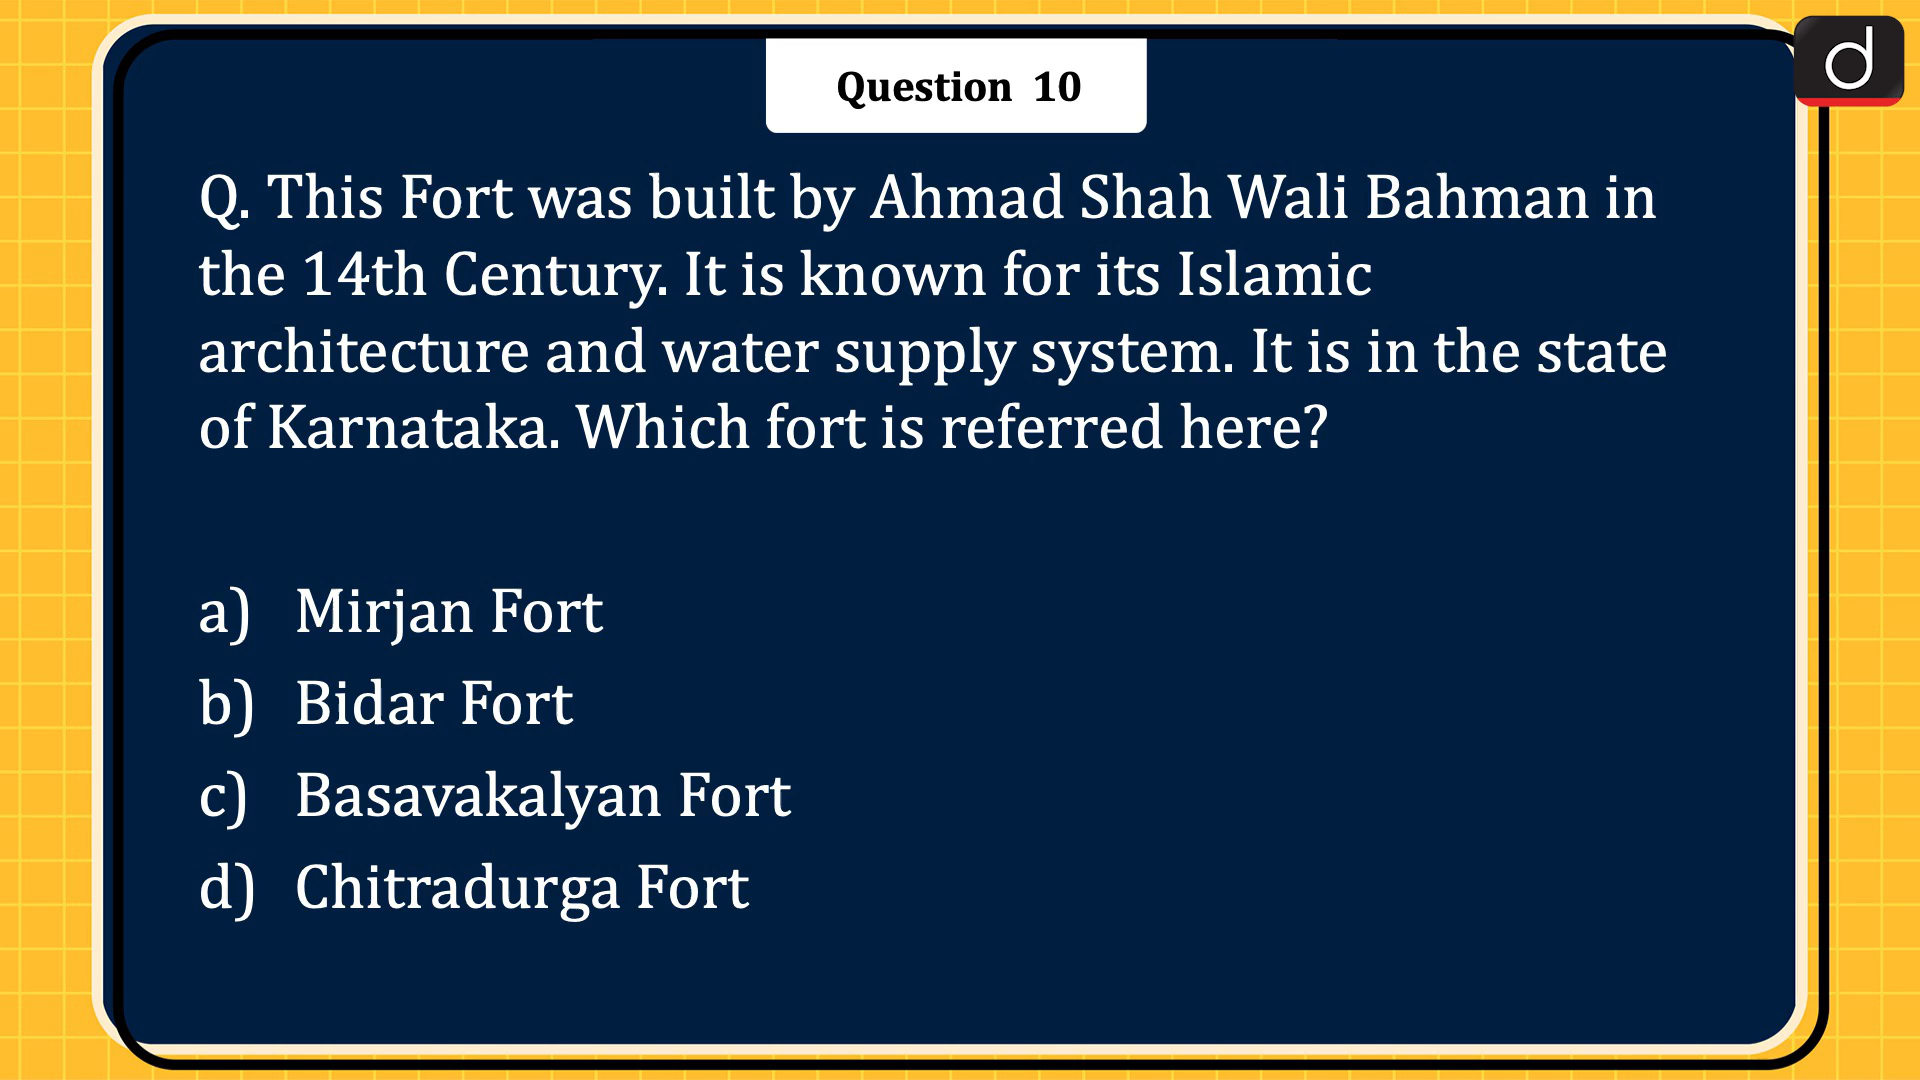 Question 10
d
Q. This Fort was built by Ahmad Shah Wali Bahman in
the 14th Century. It is known for its Islamic
architecture and water supply system. It is in the state
of Karnataka. Which fort is referred here?
a) Mirjan Fort
b) Bidar Fort
c) Basavakalyan Fort
d) Chitradurga Fort